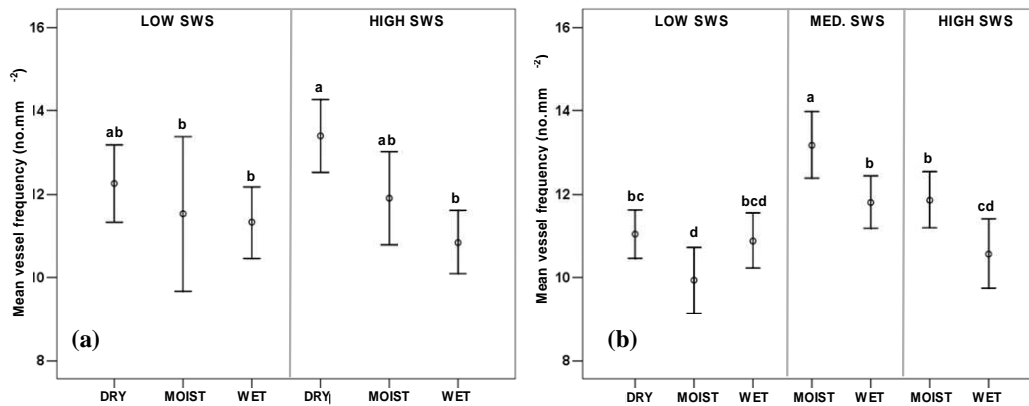 LOW SWS HIGH SWS
16
14
12
10
8
Mean vessel frequency (no.mm -2)
a
ab b ab
b b
(a)
DRY MOIST WET DRY MOIST WET
LOW SWS MED. SWS HIGH SWS
16
14
12
10
8
Mean vessel frequency (no.mm -2)
a
b b
bc bcd cd
d
(b)
DRY MOIST WET MOIST WET MOIST WET